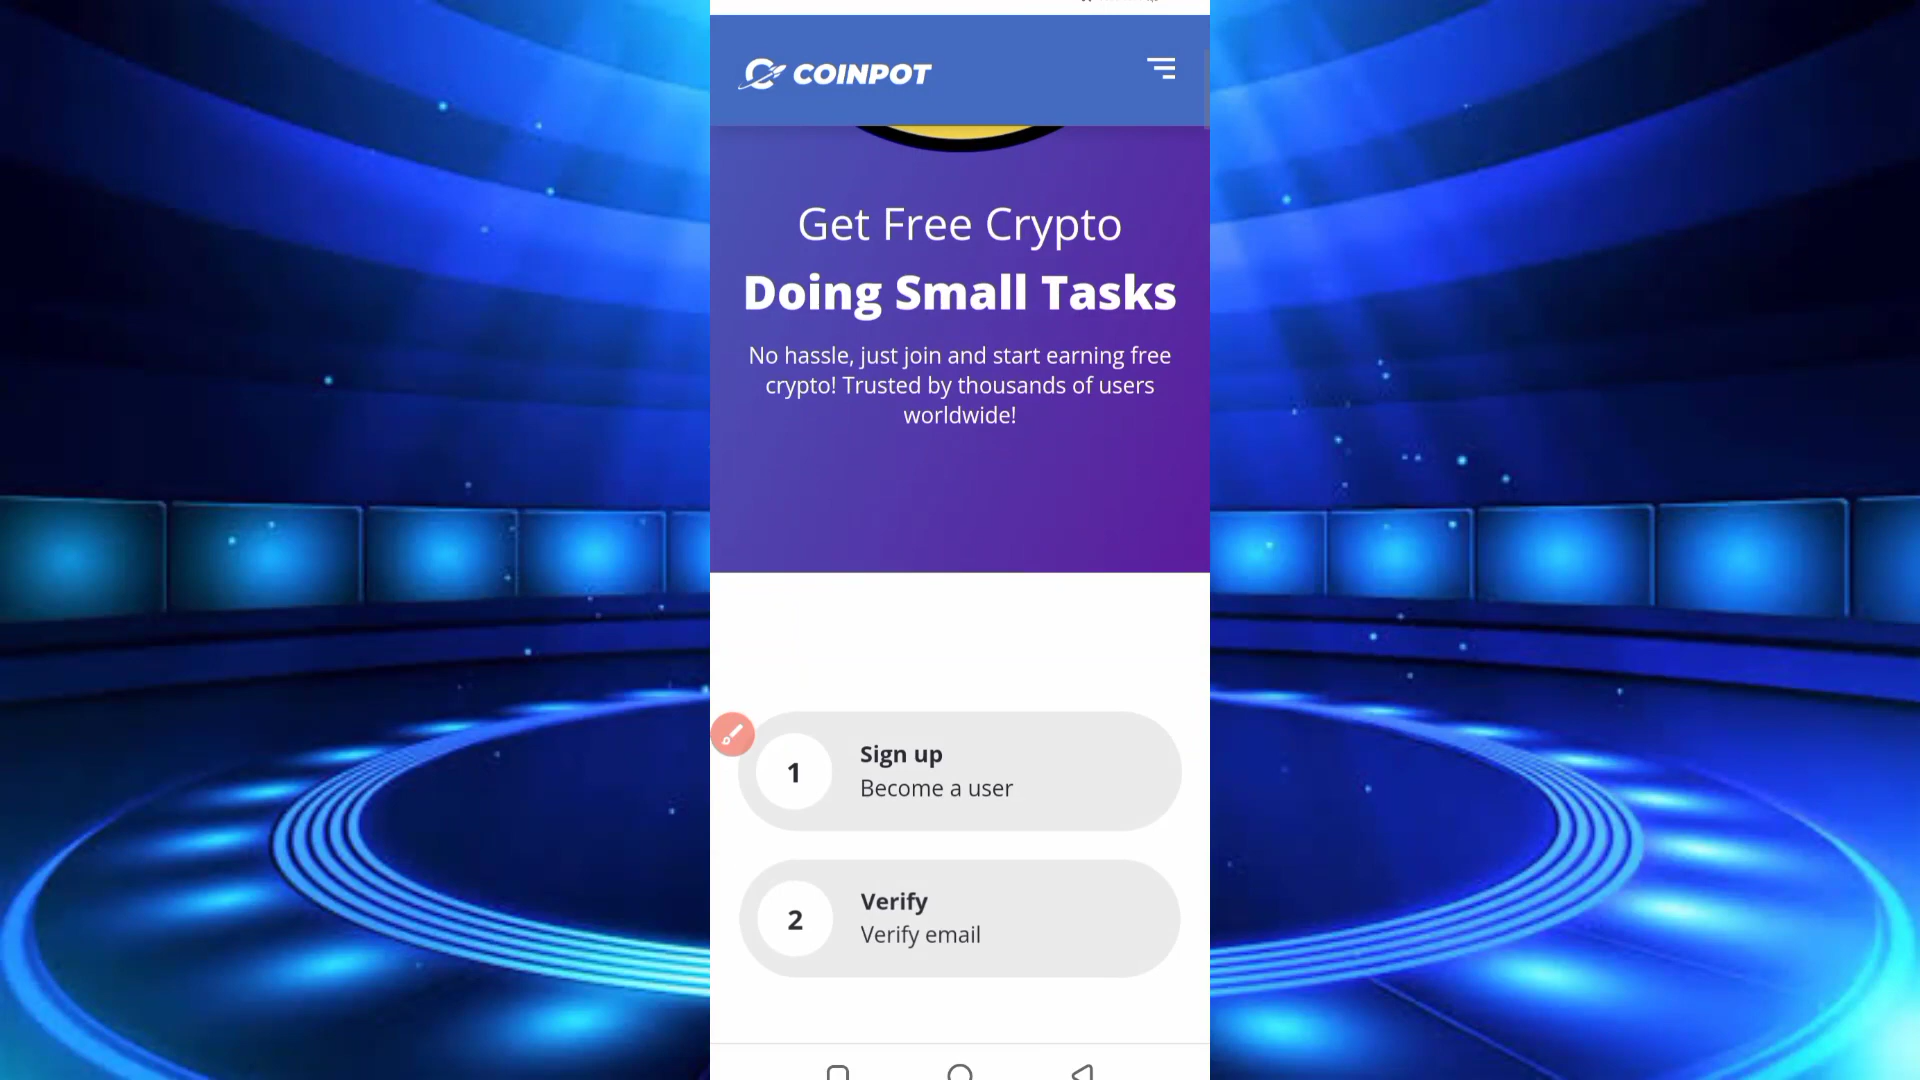 COINPOT
Get Free Crypto
Doing Small Tasks
No hassle, just join and start earning free
crypto! Trusted by thousands of users
worldwide!
1
Sign up
Become a user
2
Verify
Verify email